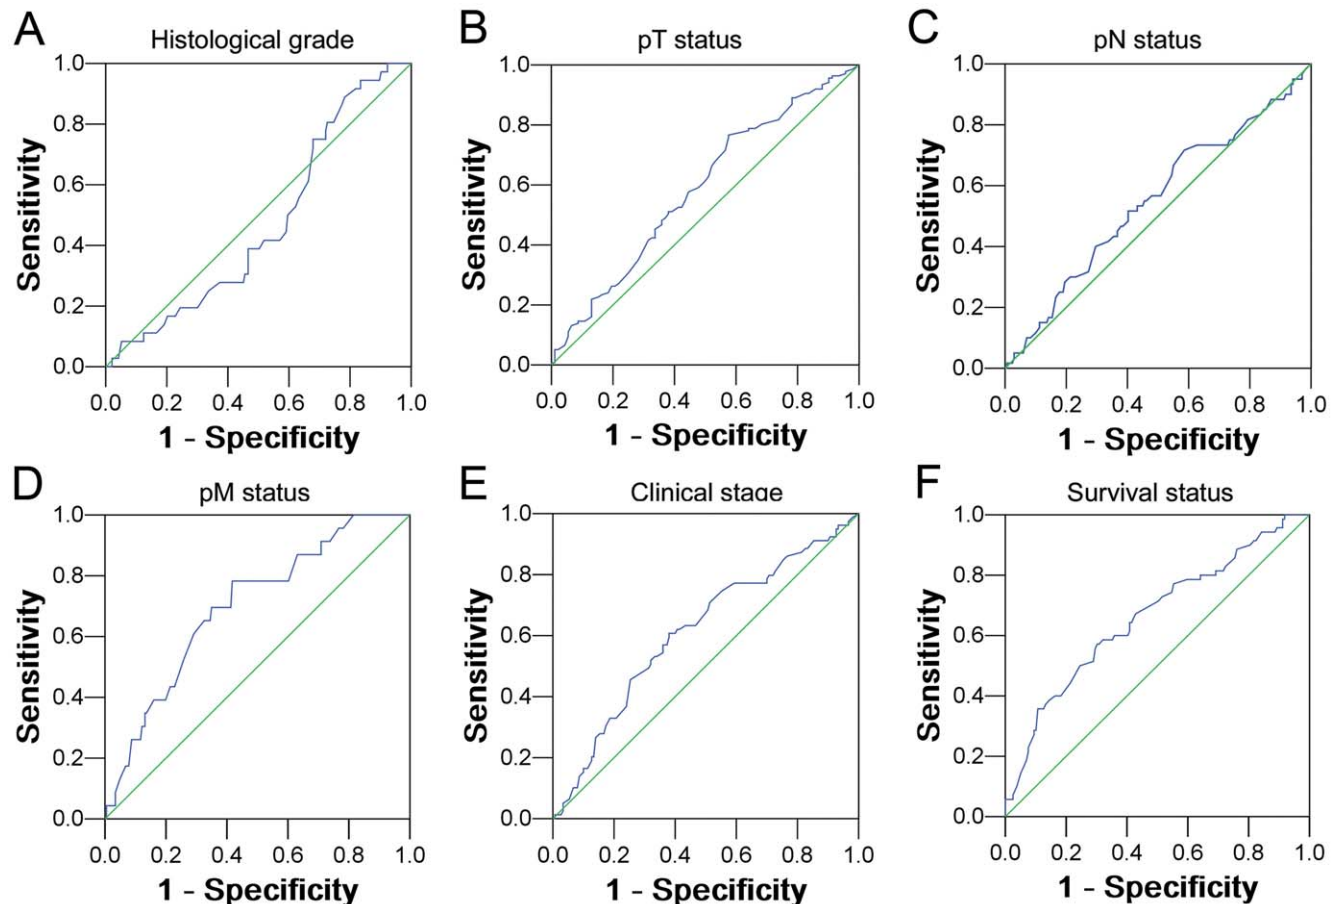 A
Histological grade
1.0
0.8
0.6
0.4
0.2
0.0
Sensitivity
0.0 0.2 0.4 0.6 0.8 1.0
1 - Specificity
B
pT status
1.0
0.8
0.6
0.4
0.2
0.0
Sensitivity
0.0 0.2 0.4 0.6 0.8 1.0
1 - Specificity
C
pN status
1.0
0.8
0.6
0.4
0.2
0.0
Sensitivity
0.0 0.2 0.4 0.6 0.8 1.0
1 - Specificity
D
pM status
1.0
0.8
0.6
0.4
0.2
0.0
Sensitivity
0.0 0.2 0.4 0.6 0.8 1.0
1 - Specificity
E
Clinical stage
1.0
0.8
0.6
0.4
0.2
0.0
Sensitivity
0.0 0.2 0.4 0.6 0.8 1.0
1 - Specificity
F
Survival status
1.0
0.8
0.6
0.4
0.2
0.0
Sensitivity
0.0 0.2 0.4 0.6 0.8 1.0
1 - Specificity